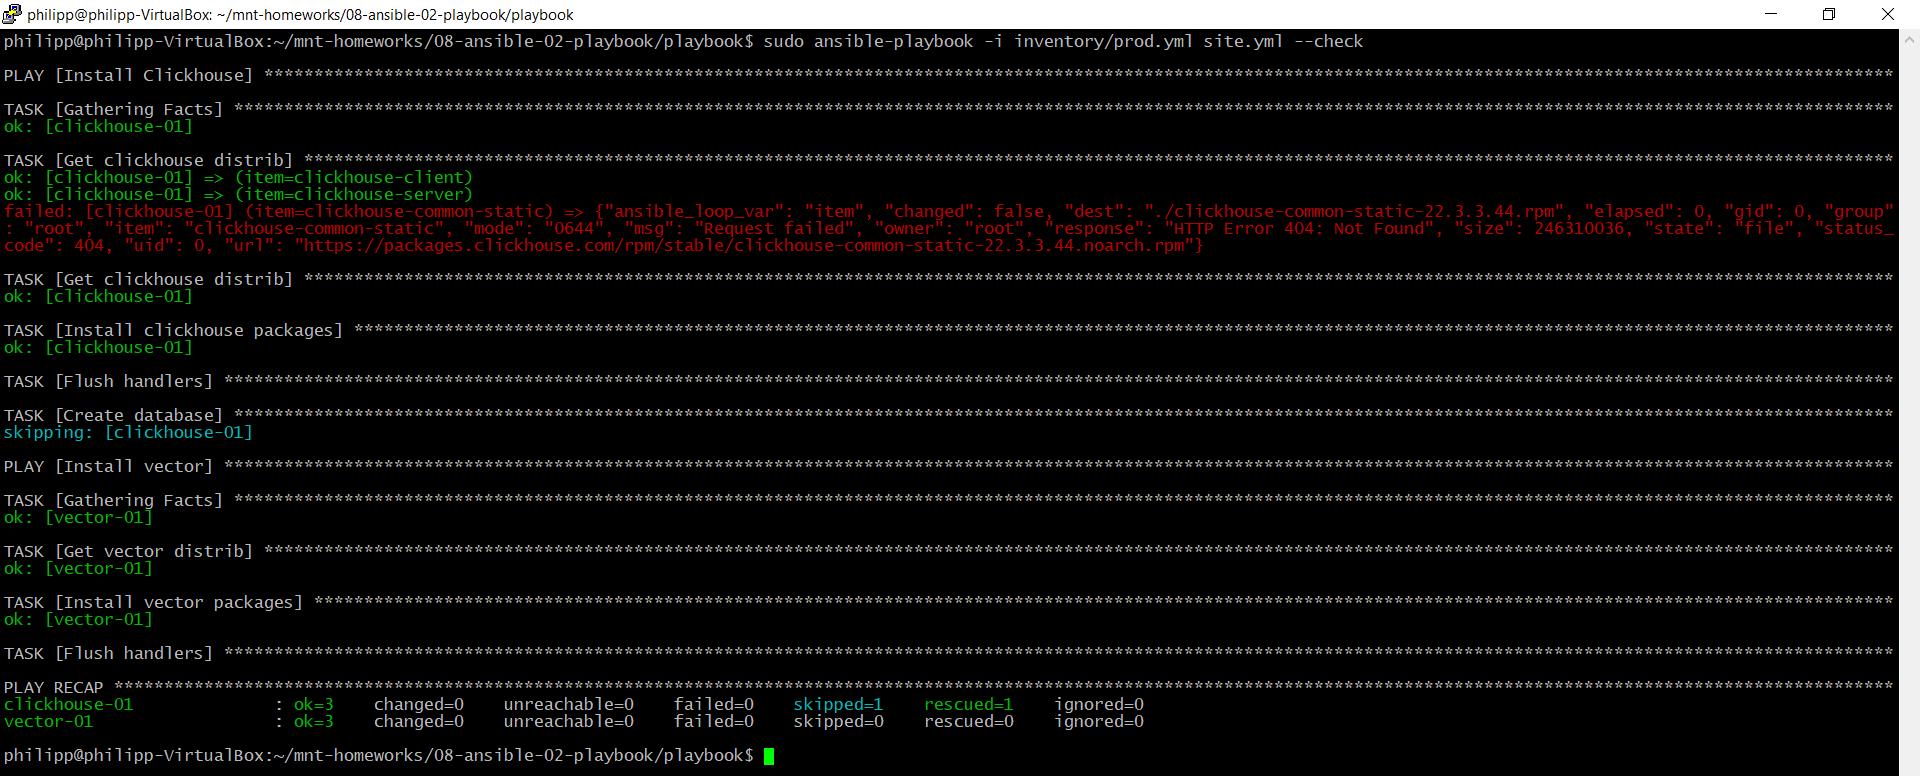 philipp@philipp-VirtualBox: ~/mnt-homeworks/08-ansible-02-playbook/playbook
philipp@philipp-VirtualBox:~/mnt-homeworks/08-ansible-02-playbook/playbook$ sudo ansible-playbook -i inventory/prod.yml site.yml --check
PLAY [Install Clickhouse] *******************************************************************************************************************************************************************
TASK [Gathering Facts] **********************************************************************************************************************************************************************
ok: [clickhouse-01]
TASK [Get clickhouse distrib] ***************************************************************************************************************************************************************
ok: [clickhouse-01] => (item=clickhouse-client)
ok: [clickhouse-01] => (item=clickhouse-server)
failed: [clickhouse-01] (item=clickhouse-common-static) => {"ansible_loop_var": "item", "changed": false, "dest": "./clickhouse-common-static-22.3.3.44.rpm", "elapsed": 0, "gid": 0, "group"
: "root", "item": "clickhouse-common-static", "mode": "0644", "msg": "Request failed", "owner": "root", "response": "HTTP Error 404: Not Found", "size": 246310036, "state": "file", "status_
code": 404, "uid": 0, "url": "https://packages.clickhouse.com/rpm/stable/clickhouse-common-static-22.3.3.44.noarch.rpm"}
TASK [Get clickhouse distrib] ***************************************************************************************************************************************************************
ok: [clickhouse-01]
TASK [Install clickhouse packages] **********************************************************************************************************************************************************
ok: [clickhouse-01]
TASK [Flush handlers] ***********************************************************************************************************************************************************************
TASK [Create database] **********************************************************************************************************************************************************************
skipping: [clickhouse-01]
PLAY [Install vector] ***********************************************************************************************************************************************************************
TASK [Gathering Facts] **********************************************************************************************************************************************************************
ok: [vector-01]
TASK [Get vector distrib] *******************************************************************************************************************************************************************
ok: [vector-01]
TASK [Install vector packages] **************************************************************************************************************************************************************
ok: [vector-01]
TASK [Flush handlers] ***********************************************************************************************************************************************************************
PLAY RECAP **********************************************************************************************************************************************************************************
clickhouse-01              : ok=3    changed=0    unreachable=0    failed=0    skipped=1    rescued=1    ignored=0
vector-01                  : ok=3    changed=0    unreachable=0    failed=0    skipped=0    rescued=0    ignored=0
philipp@philipp-VirtualBox:~/mnt-homeworks/08-ansible-02-playbook/playbook$